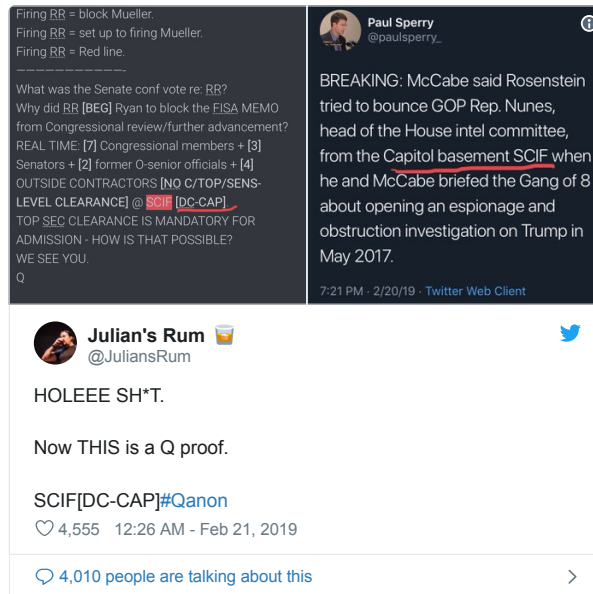 Firing RR = block Mueller.
Firing RR = set up to firing Mueller.
Firing RR = Red line.
———————————-
What was the Senate conf vote re: RR?
Why did RR [BEG] Ryan to block the FISA MEMO
from Congressional review/further advancement?
REAL TIME: [7] Congressional members + [3]
Senators + [2] former O-senior officials + [4]
OUTSIDE CONTRACTORS [NO C/TOP/SENS-
LEVEL CLEARANCE] @ SCIF [DC-CAP].
TOP SEC CLEARANCE IS MANDATORY FOR
ADMISSION - HOW IS THAT POSSIBLE?
WE SEE YOU.
Q
Paul Sperry
@paulsperry_
BREAKING: McCabe said Rosenstein
tried to bounce GOP Rep. Nunes,
head of the House intel committee,
from the Capitol basement SCIF when
he and McCabe briefed the Gang of 8
about opening an espionage and
obstruction investigation on Trump in
May 2017.
7:21 PM · 2/20/19 · Twitter Web Client
Julian's Rum 🥃
@JuliansRum
HOLEEE SH*T.
Now THIS is a Q proof.
SCIF[DC-CAP]#Qanon
4,555 12:26 AM - Feb 21, 2019
4,010 people are talking about this